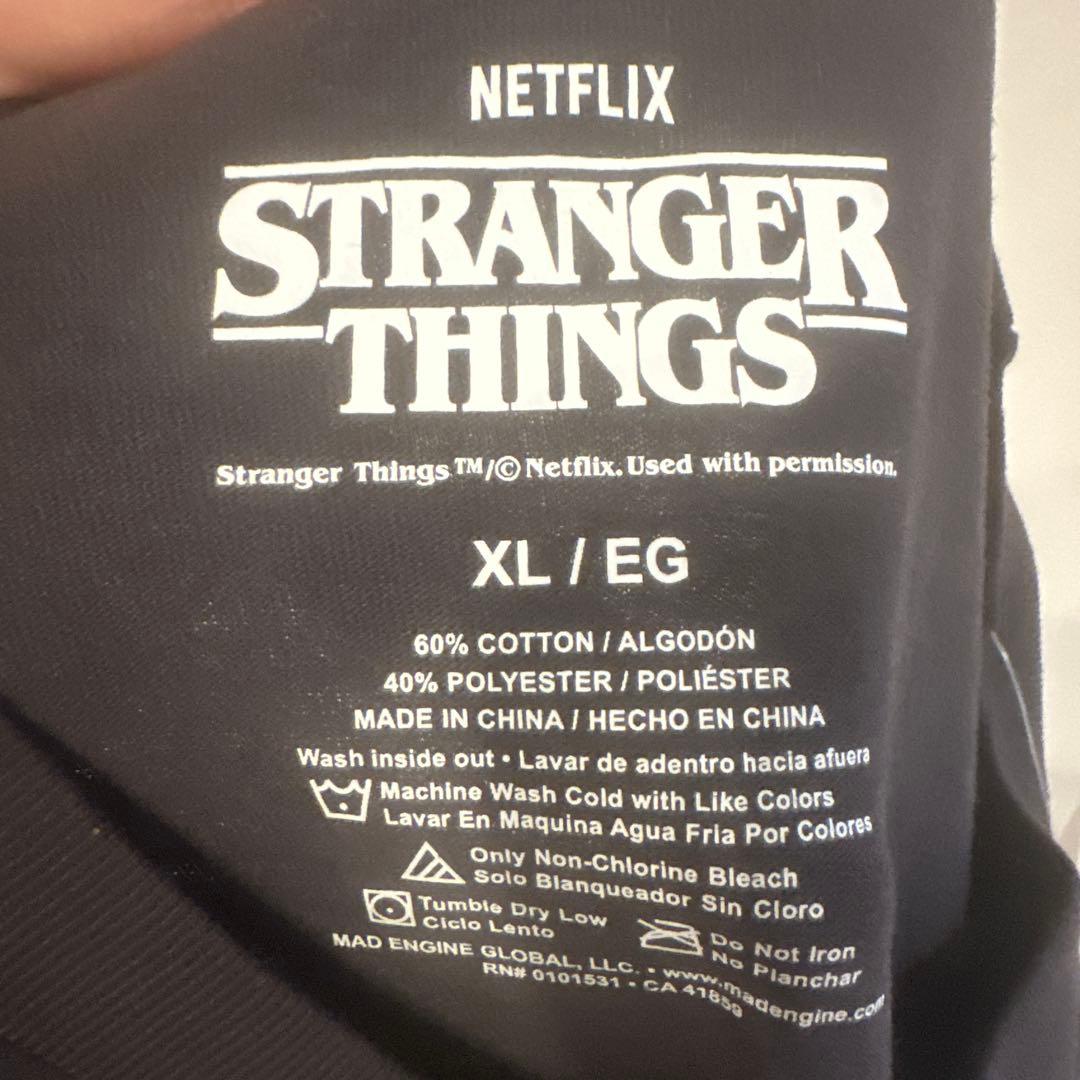 NETFLIX
STRANGER
THINGS
Stranger Things™/© Netflix. Used with permission.
XL / EG
60% COTTON / ALGODÓN
40% POLYESTER / POLIÉSTER
MADE IN CHINA / HECHO EN CHINA
Wash inside out • Lavar de adentro hacia afuera
Machine Wash Cold with Like Colors
Lavar En Maquina Agua Fria Por Colores
Only Non-Chlorine Bleach
Solo Blanqueador Sin Cloro
Tumble Dry Low
Ciclo Lento
Do Not Iron
No Planchar
MAD ENGINE GLOBAL, LLC. • www.madengine.com
RN# 0101531 • CA 41859